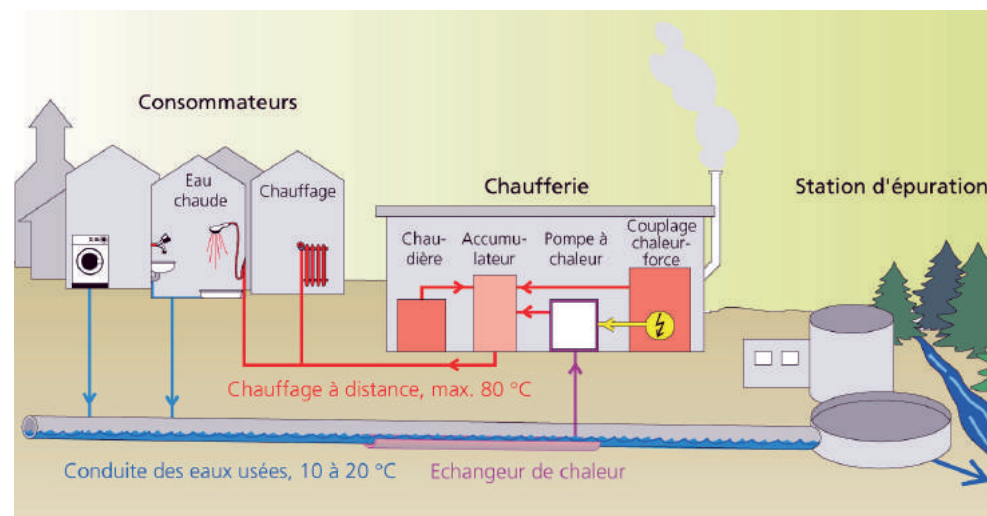 Consommateurs
Eau
chaude
Chauffage
Chaufferie
Station d'épuration
Chau-
dière
Accumu-
lateur
Pompe à
chaleur
Couplage
chaleur-
force
Chauffage à distance, max. 80 °C
Conduite des eaux usées, 10 à 20 °C
Echangeur de chaleur